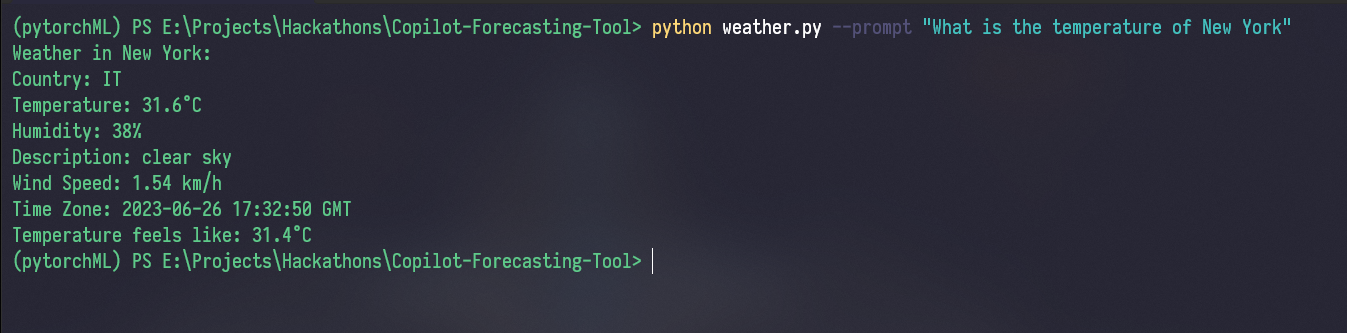 (pytorchML) PS E:\Projects\Hackathons\Copilot-Forecasting-Tool> python weather.py --prompt "What is the temperature of New York"
Weather in New York:
Country: IT
Temperature: 31.6°C
Humidity: 38%
Description: clear sky
Wind Speed: 1.54 km/h
Time Zone: 2023-06-26 17:32:50 GMT
Temperature feels like: 31.4°C
(pytorchML) PS E:\Projects\Hackathons\Copilot-Forecasting-Tool>